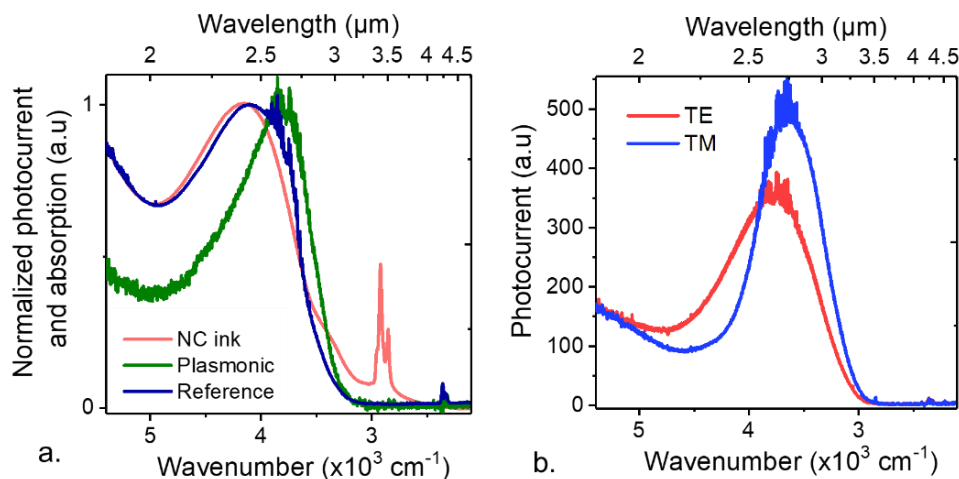 Wavelength (µm)
2 2.5 3 3.5 4 4.5
Normalized photocurrent
and absorption (a.u)
1
0
NC ink
Plasmonic
Reference
5 4 3
a.
Wavenumber (x10³ cm⁻¹)
Wavelength (µm)
2 2.5 3 3.5 4 4.5
Photocurrent (a.u)
500
400
300
200
100
0
TE
TM
5 4 3
b.
Wavenumber (x10³ cm⁻¹)